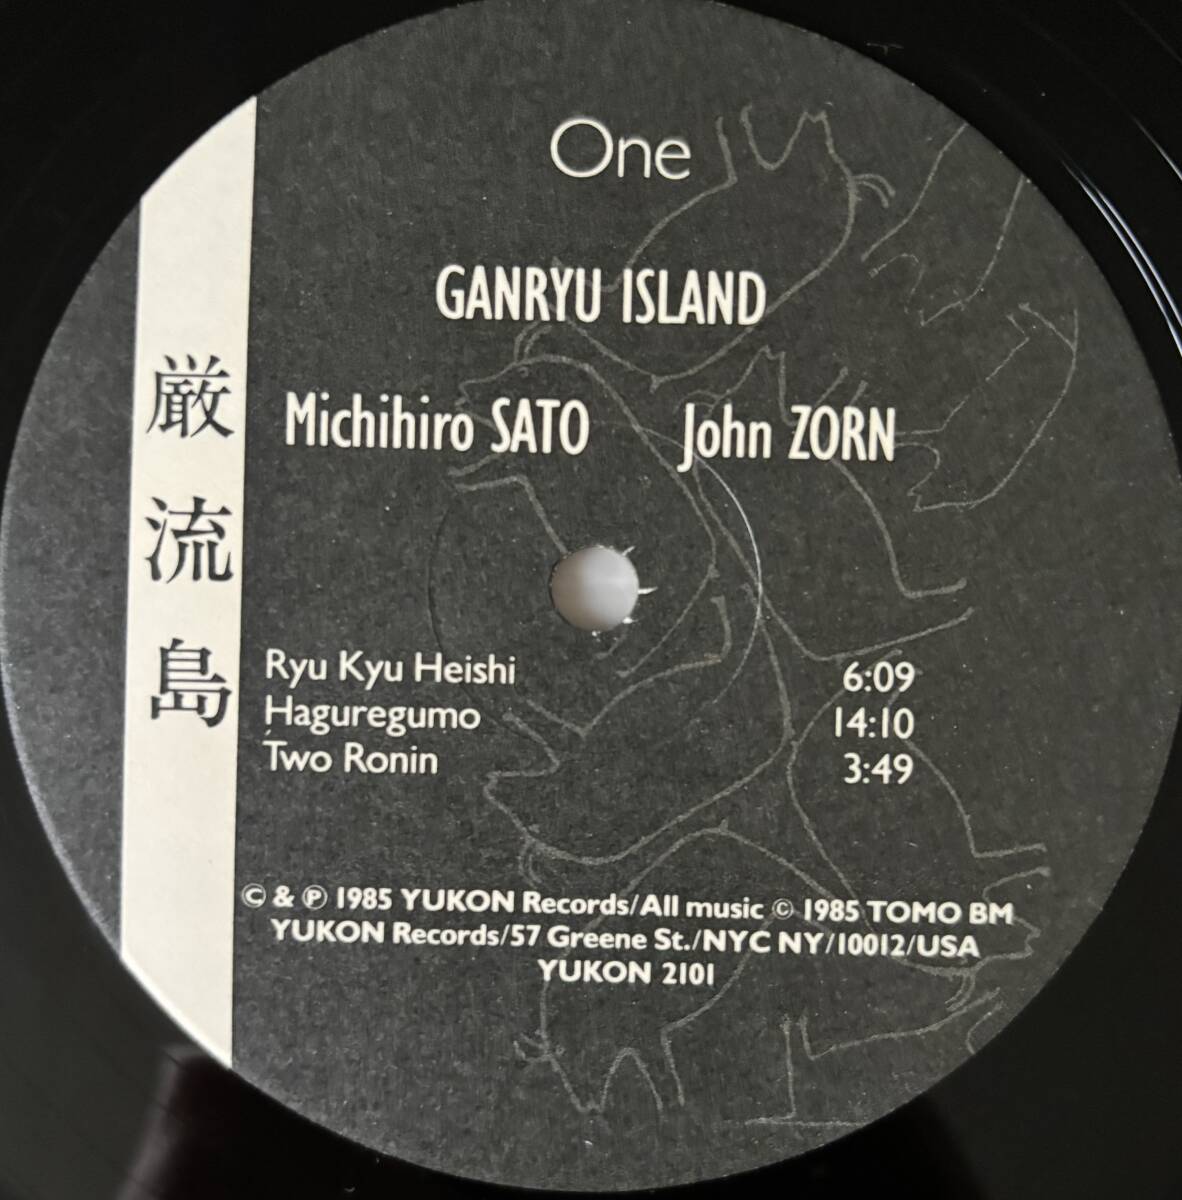 One
GANRYU ISLAND
Michihiro SATO John ZORN
厳流島
Ryu Kyu Heishi 6:09
Haguregumo 14:10
Two Ronin 3:49
© & ℗ 1985 YUKON Records/All music © 1985 TOMO BM
YUKON Records/57 Greene St./NYC NY/10012/USA
YUKON 2101